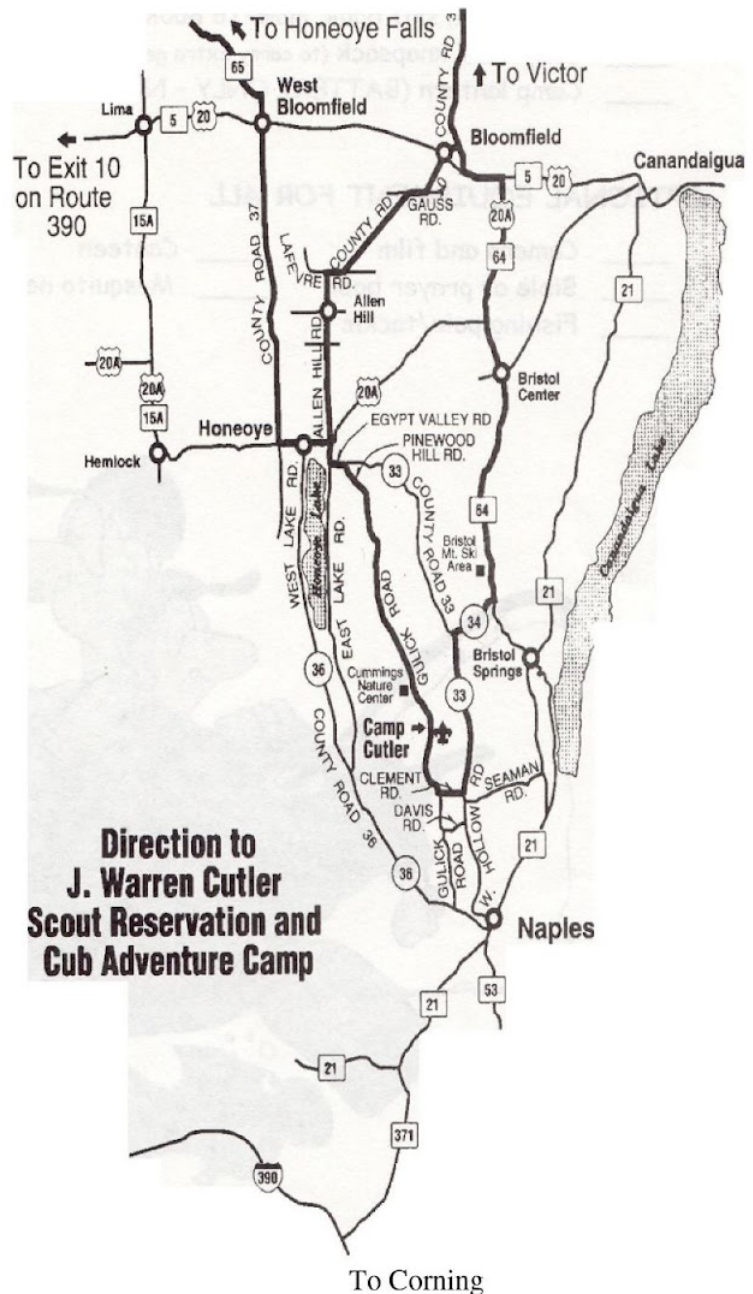 To Honeoye Falls
COUNTY RD 3
65
To Victor
West
Bloomfield
Lima
5
20
Bloomfield
To Exit 10
on Route
390
5
20
Canandaigua
COUNTY RD
GAUSS
RD.
20A
15A
64
COUNTY ROAD 37
LAFEVRE RD.
21
Allen
Hill
ALLEN HILL RD
20A
20A
20A
15A
Bristol
Center
EGYPT VALLEY RD
Honeoye
PINEWOOD
HILL RD.
Hemlock
33
COUNTY ROAD 33
Canandaigua Lake
WEST LAKE RD.
Honeoye Lake
EAST LAKE RD.
64
Bristol
Mt. Ski
Area
GULICK ROAD
21
34
36
Bristol
Springs
Cummings
Nature
Center
33
Camp
Cutler
COUNTY ROAD 36
CLEMENT
RD.
SEAMAN
RD.
DAVIS
RD.
W. HOLLOW RD
GULICK
ROAD
21
36
Direction to
J. Warren Cutler
Scout Reservation and
Cub Adventure Camp
Naples
21
53
21
371
390
To Corning